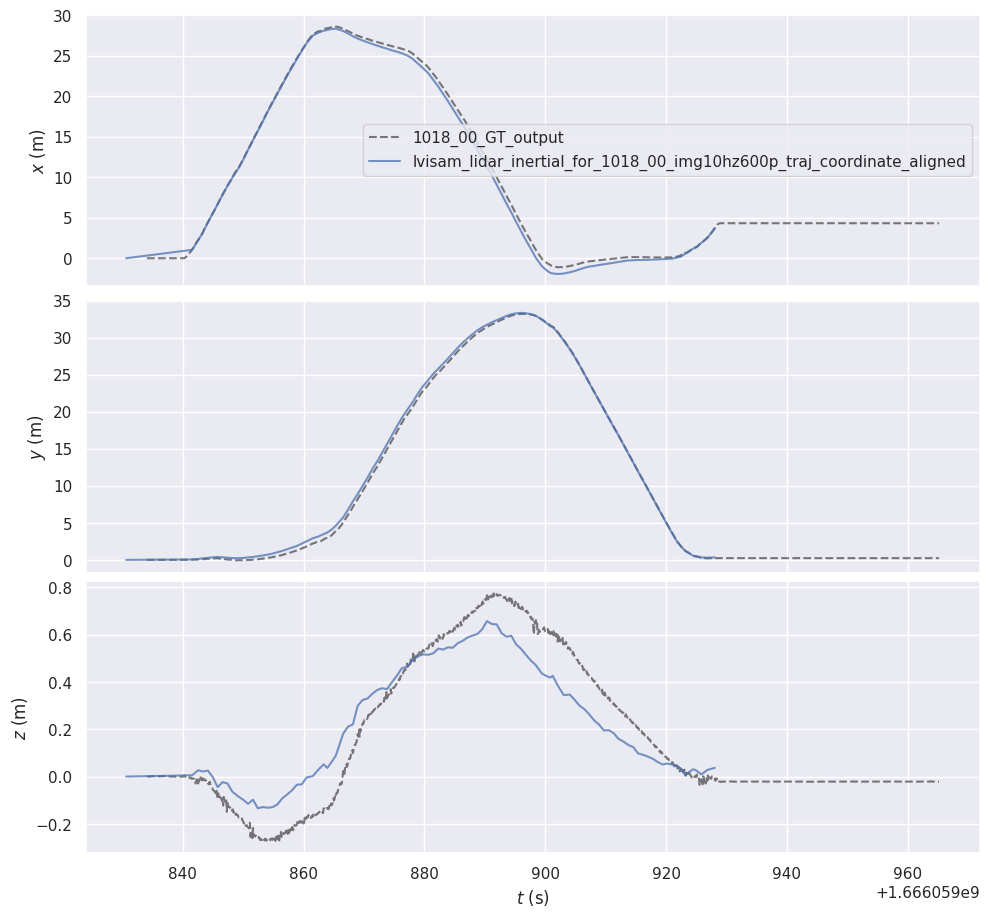 30
25
20
15
10
5
0
x (m)
1018_00_GT_output
lvisam_lidar_inertial_for_1018_00_img10hz600p_traj_coordinate_aligned
35
30
25
20
15
10
5
0
y (m)
0.8
0.6
0.4
0.2
0.0
−0.2
z (m)
840 860 880 900 920 940 960
t (s)
+1.666059e9